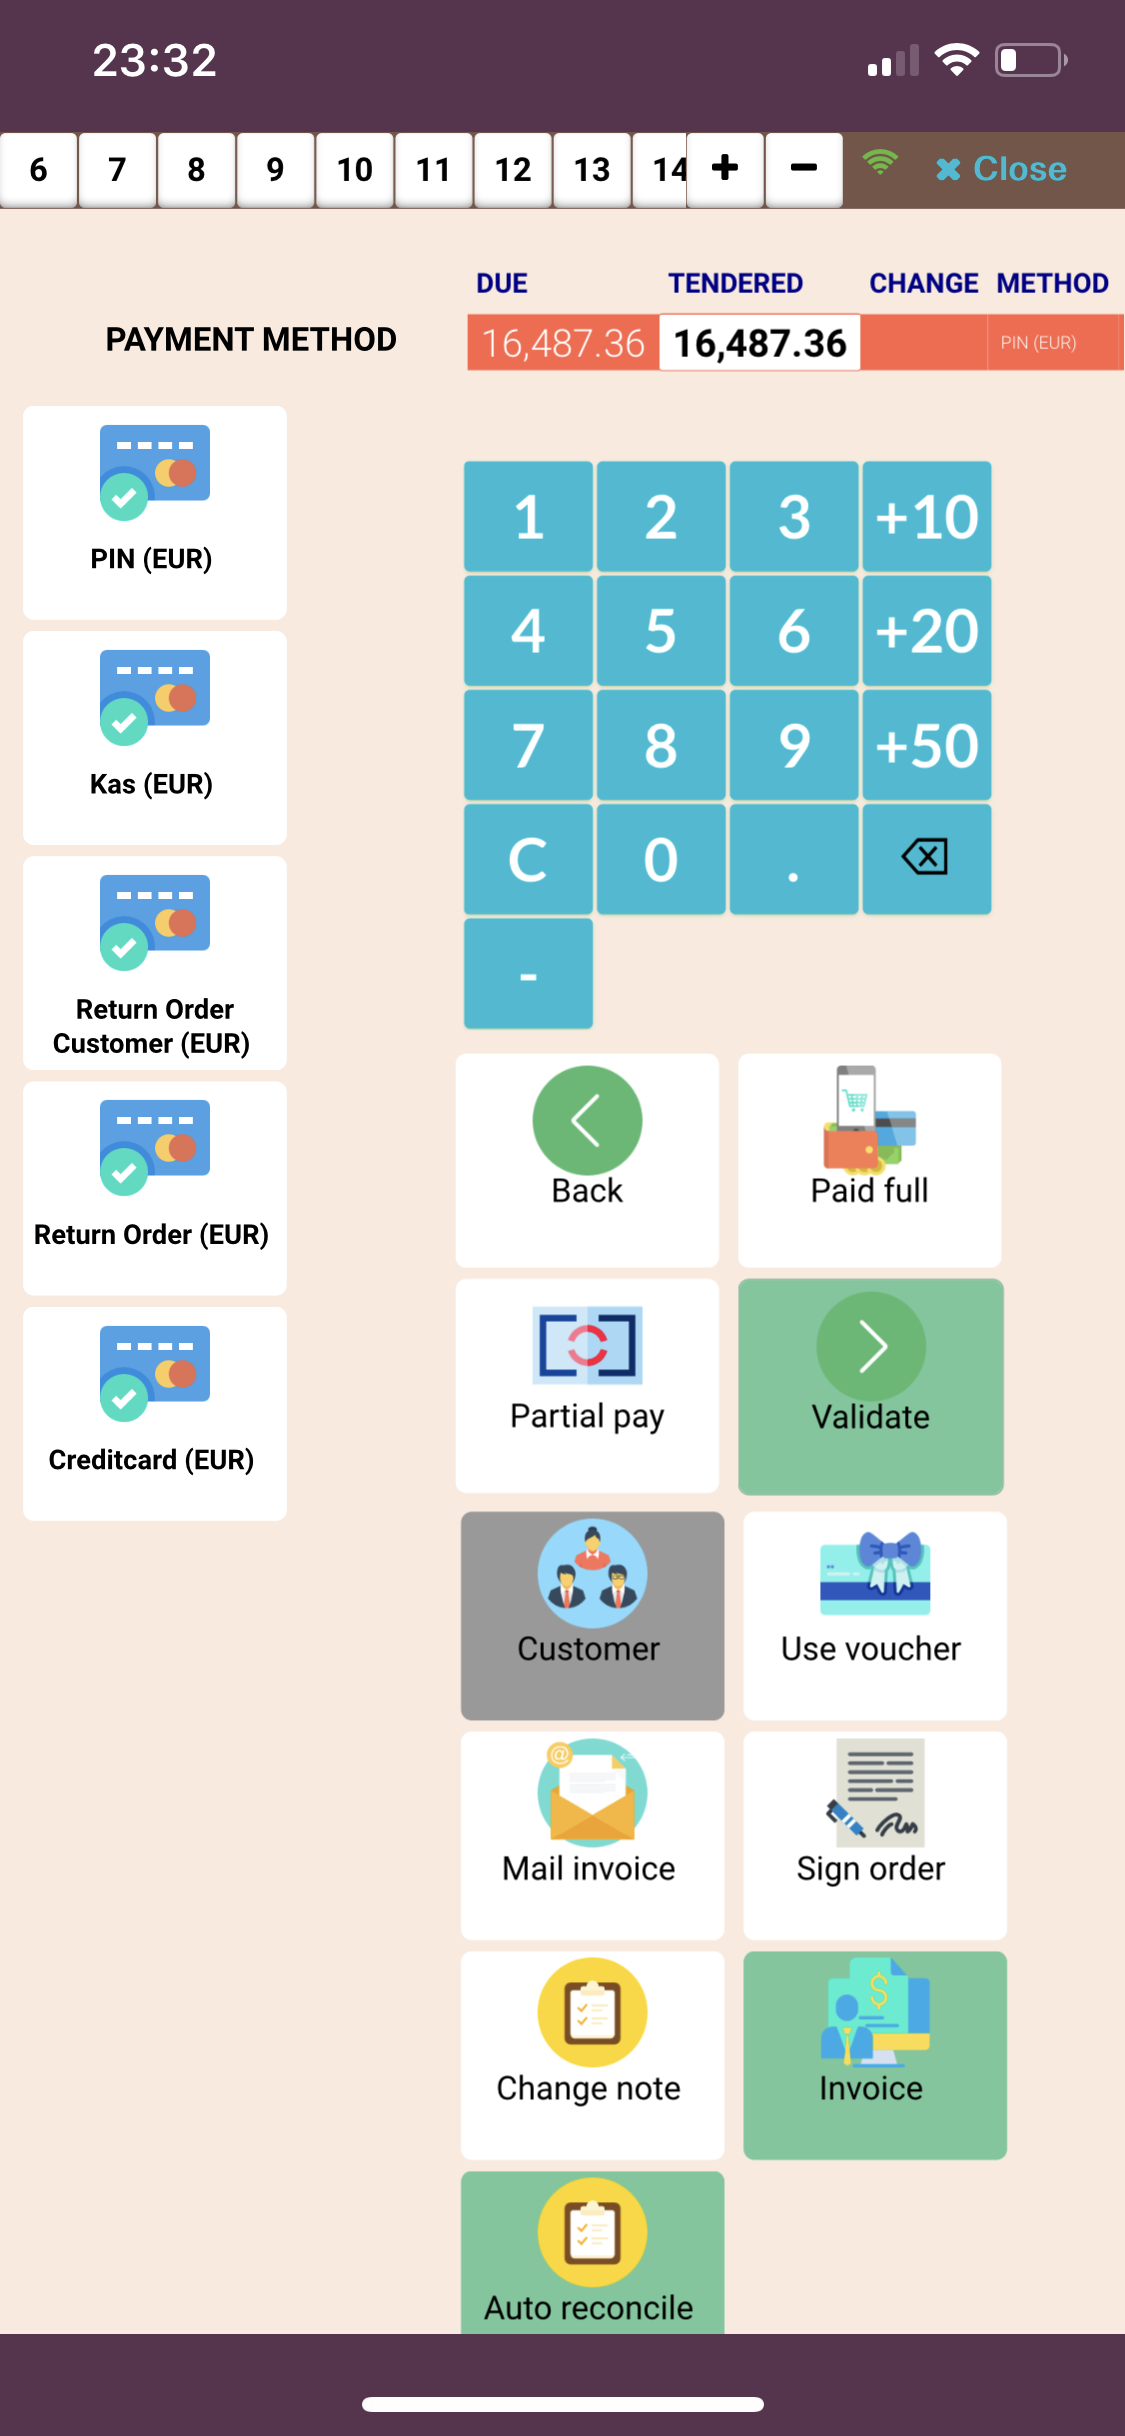 23:32
6 7 8 9 10 11 12 13 14 + − Close
DUE TENDERED CHANGE METHOD
PAYMENT METHOD 16,487.36 16,487.36 PIN (EUR)
PIN (EUR)
Kas (EUR)
Return Order
Customer (EUR)
Return Order (EUR)
Creditcard (EUR)
1 2 3 +10
4 5 6 +20
7 8 9 +50
C 0 .
-
Back Paid full
Partial pay Validate
Customer Use voucher
Mail invoice Sign order
Change note Invoice
Auto reconcile